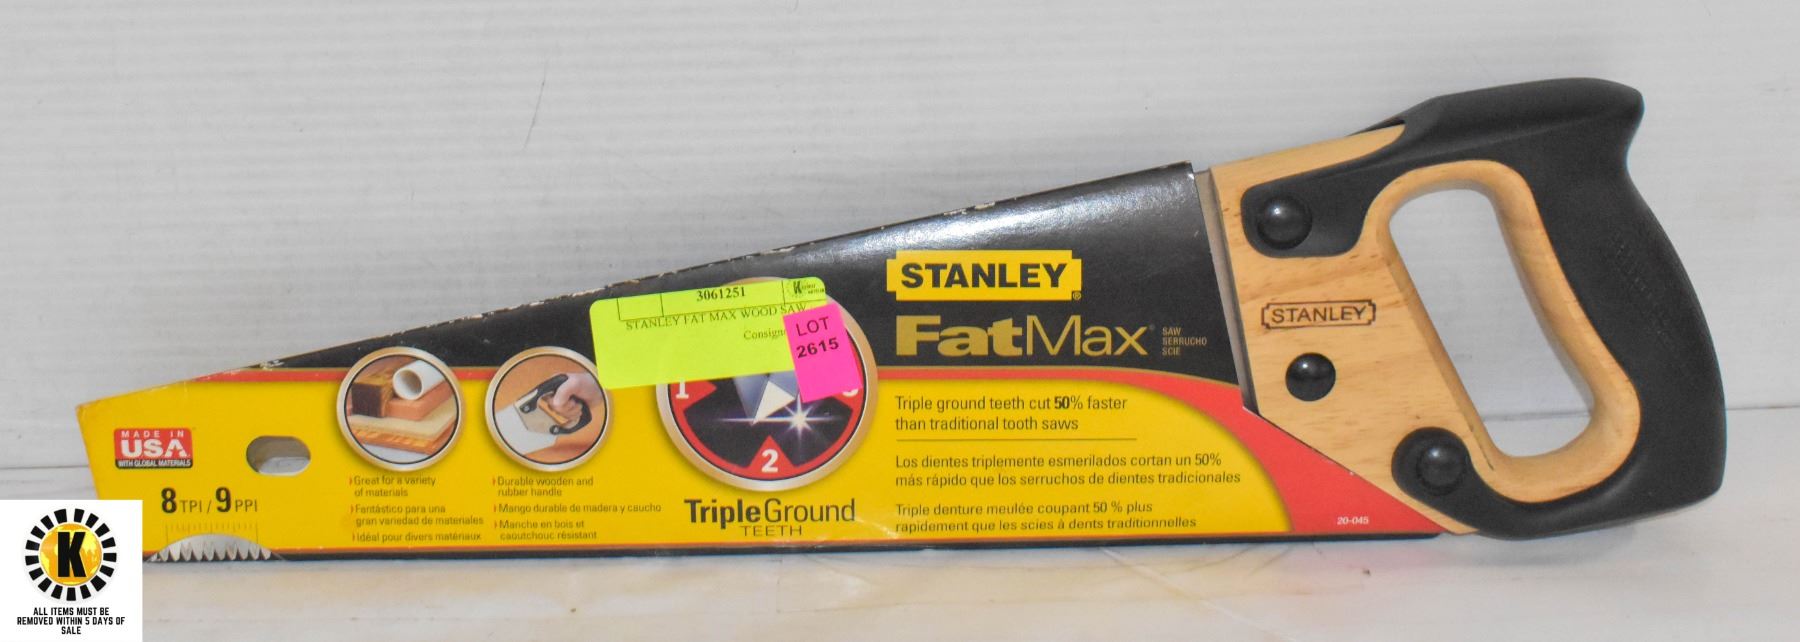 3061251
STANLEY FAT MAX WOOD SAW
LOT
2615
STANLEY
FatMax
SAW
SERRUCHO
SCIE
STANLEY
MADE IN
USA
WITH GLOBAL MATERIALS
8 TPI / 9 PPI
Great for a variety
of materials
Fantástico para una
gran variedad de materiales
Idéal pour divers matériaux
Durable wooden and
rubber handle
Mango durable de madera y caucho
Manche en bois et
caoutchouc résistant
1
2
TripleGround
TEETH
Triple ground teeth cut 50% faster
than traditional tooth saws
Los dientes triplemente esmerilados cortan un 50%
más rápido que los serruchos de dientes tradicionales
Triple denture meulée coupant 50 % plus
rapidement que les scies à dents traditionnelles
20-045
K
ALL ITEMS MUST BE
REMOVED WITHIN 5 DAYS OF
SALE